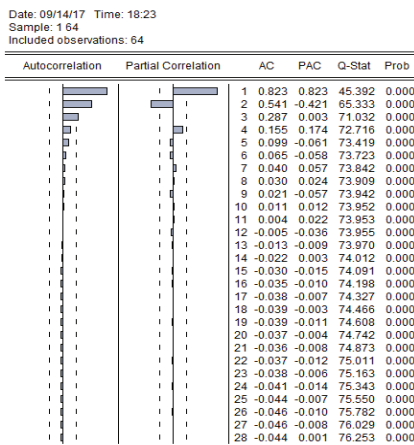 Date: 09/14/17 Time: 18:23
Sample: 1 64
Included observations: 64
Autocorrelation Partial Correlation AC PAC Q-Stat Prob
1 0.823 0.823 45.392 0.000
2 0.541 -0.421 65.333 0.000
3 0.287 0.003 71.032 0.000
4 0.155 0.174 72.716 0.000
5 0.099 -0.061 73.419 0.000
6 0.065 -0.058 73.723 0.000
7 0.040 0.057 73.842 0.000
8 0.030 0.024 73.909 0.000
9 0.021 -0.057 73.942 0.000
10 0.011 0.012 73.952 0.000
11 0.004 0.022 73.953 0.000
12 -0.005 -0.036 73.955 0.000
13 -0.013 -0.009 73.970 0.000
14 -0.022 0.003 74.012 0.000
15 -0.030 -0.015 74.091 0.000
16 -0.035 -0.010 74.198 0.000
17 -0.038 -0.007 74.327 0.000
18 -0.039 -0.003 74.466 0.000
19 -0.039 -0.011 74.608 0.000
20 -0.037 -0.004 74.742 0.000
21 -0.036 -0.008 74.873 0.000
22 -0.037 -0.012 75.011 0.000
23 -0.038 -0.006 75.163 0.000
24 -0.041 -0.014 75.343 0.000
25 -0.044 -0.007 75.550 0.000
26 -0.046 -0.010 75.782 0.000
27 -0.046 -0.008 76.029 0.000
28 -0.044 0.001 76.253 0.000